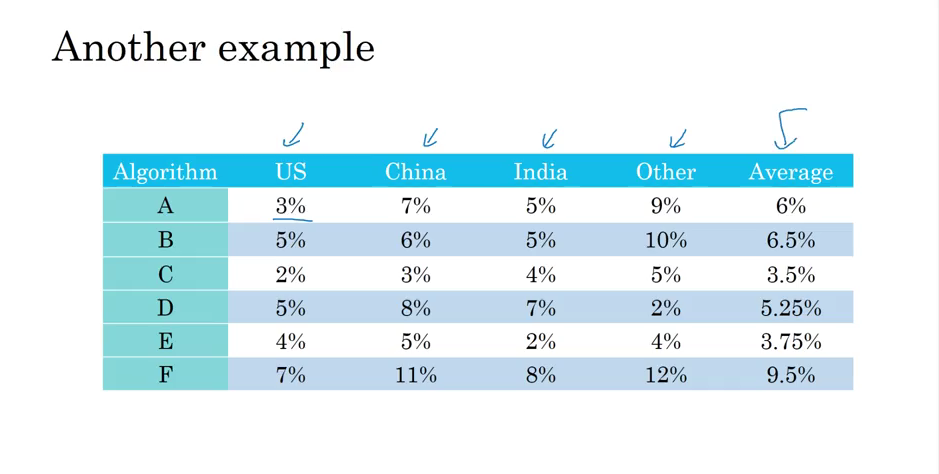 Another example
Algorithm US China India Other Average
A 3% 7% 5% 9% 6%
B 5% 6% 5% 10% 6.5%
C 2% 3% 4% 5% 3.5%
D 5% 8% 7% 2% 5.25%
E 4% 5% 2% 4% 3.75%
F 7% 11% 8% 12% 9.5%